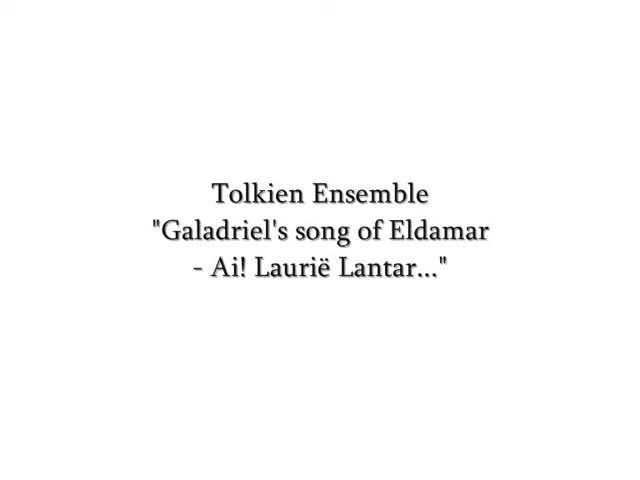 Tolkien Ensemble
"Galadriel's song of Eldamar
- Ai! Laurië Lantar..."